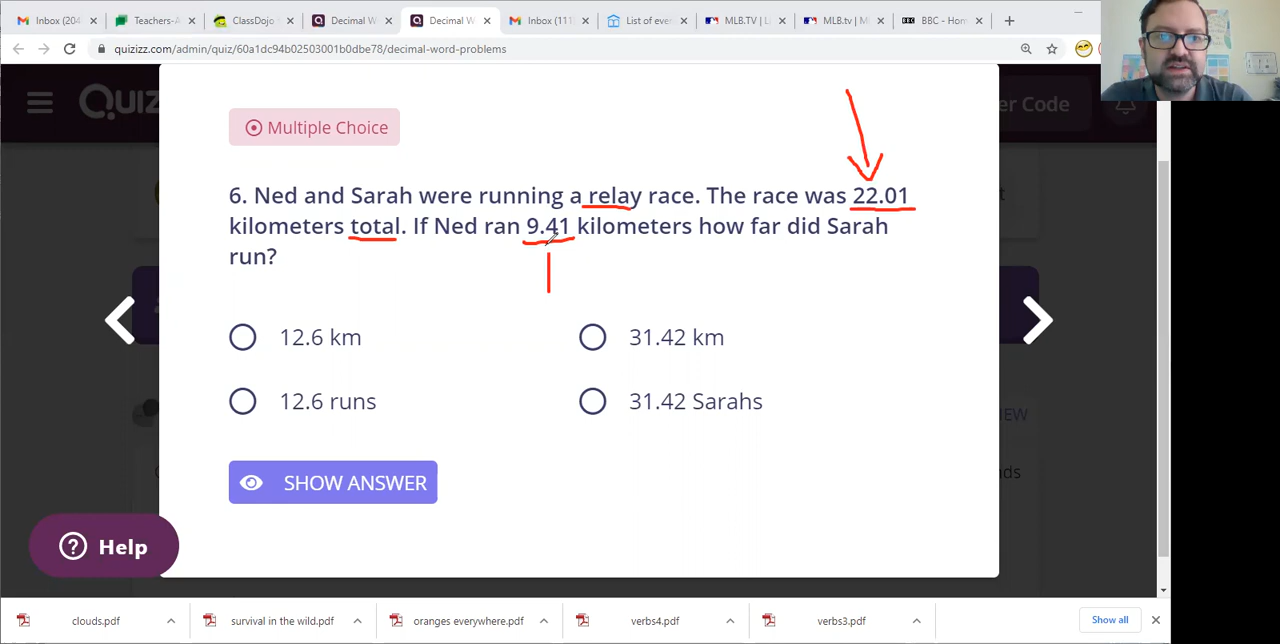 Inbox (204
Teachers-A
ClassDojo
Decimal W
Decimal W
Inbox (111)
List of eve
MLB.TV | L
MLB.tv | M
BBC - Hom
quizizz.com/admin/quiz/60a1dc94b02503001b0dbe78/decimal-word-problems
Quiz
er Code
Multiple Choice
6. Ned and Sarah were running a relay race. The race was 22.01
kilometers total. If Ned ran 9.41 kilometers how far did Sarah
run?
12.6 km
31.42 km
12.6 runs
31.42 Sarahs
SHOW ANSWER
Help
clouds.pdf
survival in the wild.pdf
oranges everywhere.pdf
verbs4.pdf
verbs3.pdf
Show all